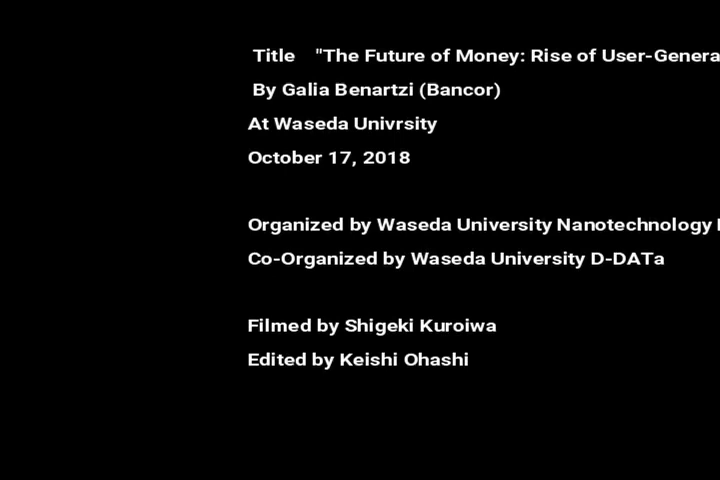 Title "The Future of Money: Rise of User-Genera
By Galia Benartzi (Bancor)
At Waseda Univrsity
October 17, 2018
Organized by Waseda University Nanotechnology
Co-Organized by Waseda University D-DATa
Filmed by Shigeki Kuroiwa
Edited by Keishi Ohashi